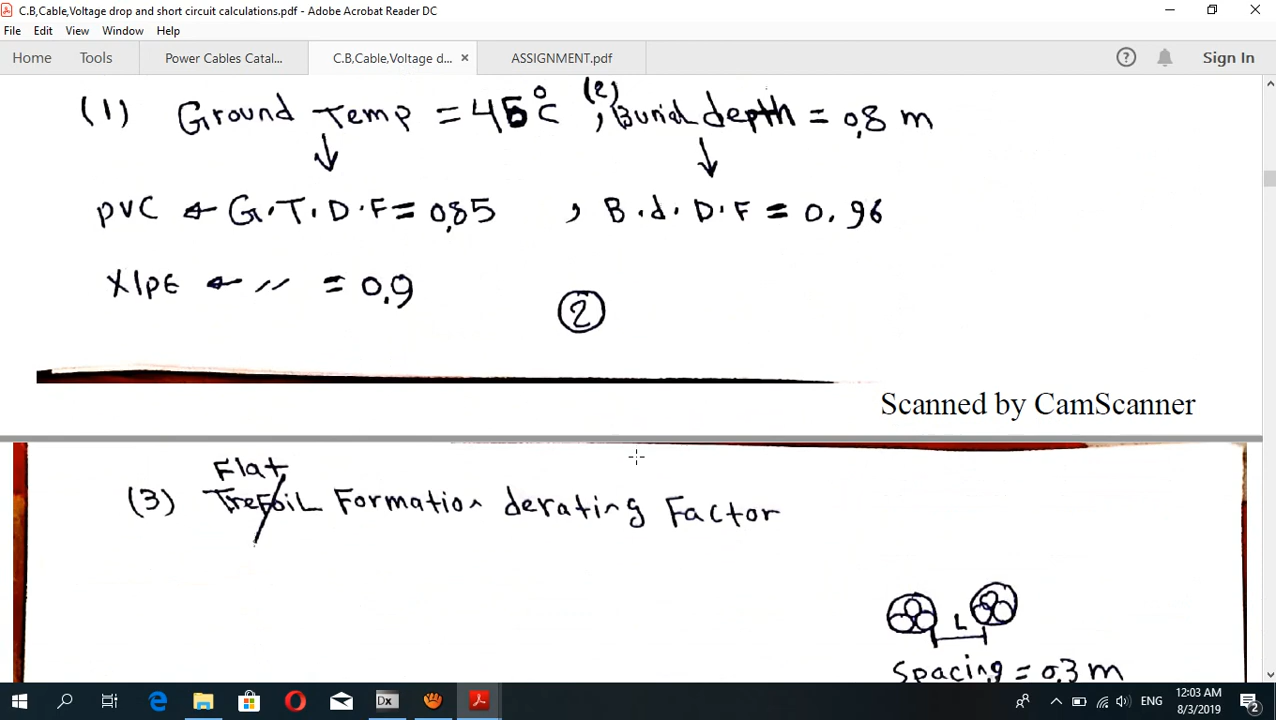 C.B,Cable,Voltage drop and short circuit calculations.pdf - Adobe Acrobat Reader DC
File Edit View Window Help
Home Tools Power Cables Catal... C.B,Cable,Voltage d... × ASSIGNMENT.pdf Sign In
(1) Ground Temp = 45°C , (2) Burial depth = 0,8 m
PVC ← G.T.D.F = 0,85 , B.d.D.F = 0.96
XlpE ← // = 0,9
2
Scanned by CamScanner
Flat
(3) Trefoil Formation derating Factor
L
Spacing = 0.3 m
ENG
12:03 AM
8/3/2019
2